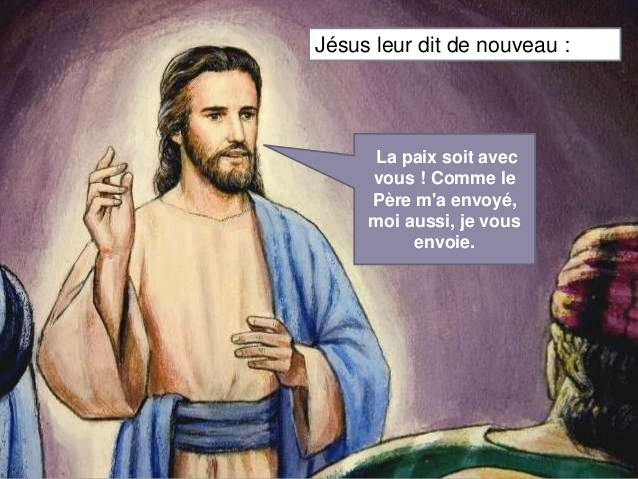 Jésus leur dit de nouveau :
La paix soit avec
vous ! Comme le
Père m'a envoyé,
moi aussi, je vous
envoie.